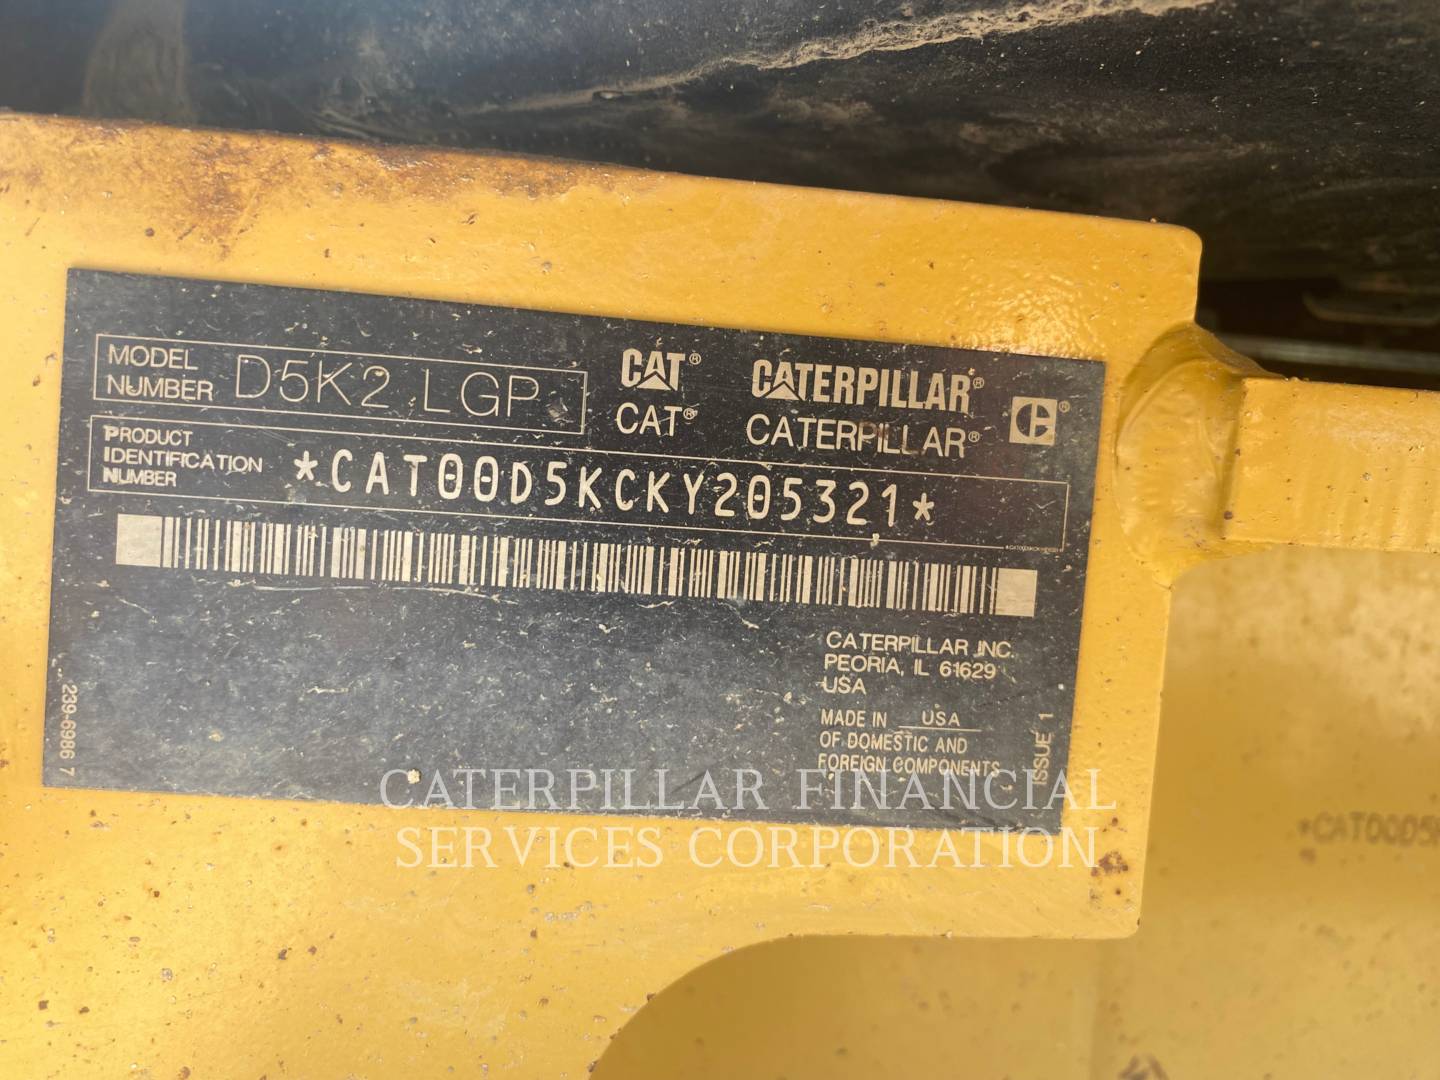 MODEL NUMBER D5K2 LGP
CAT® CATERPILLAR®
CAT® CATERPILLAR®
PRODUCT
IDENTIFICATION
NUMBER
*CAT00D5KCKY205321*
CATERPILLAR INC.
PEORIA, IL 61629
USA
MADE IN USA
OF DOMESTIC AND
FOREIGN COMPONENTS
ISSUE 1
239-6986 7
CATERPILLAR FINANCIAL
SERVICES CORPORATION
*CAT00D5K